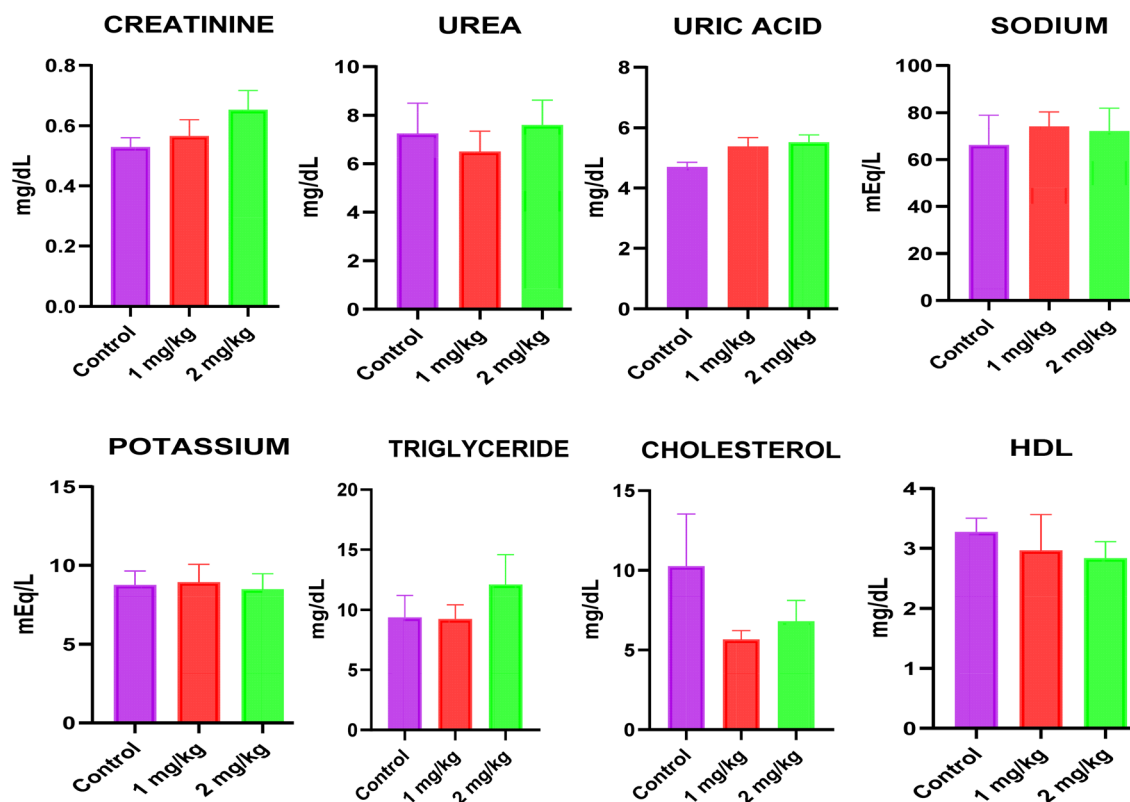 CREATININE
mg/dL
0.8
0.6
0.4
0.2
0.0
Control
1 mg/kg
2 mg/kg
UREA
mg/dL
10
8
6
4
2
0
Control
1 mg/kg
2 mg/kg
URIC ACID
mg/dL
8
6
4
2
0
Control
1 mg/kg
2 mg/kg
SODIUM
mEq/L
100
80
60
40
20
0
Control
1 mg/kg
2 mg/kg
POTASSIUM
mEq/L
15
10
5
0
Control
1 mg/kg
2 mg/kg
TRIGLYCERIDE
mg/dL
20
15
10
5
0
Control
1 mg/kg
2 mg/kg
CHOLESTEROL
mg/dL
15
10
5
0
Control
1 mg/kg
2 mg/kg
HDL
mg/dL
4
3
2
1
0
Control
1 mg/kg
2 mg/kg